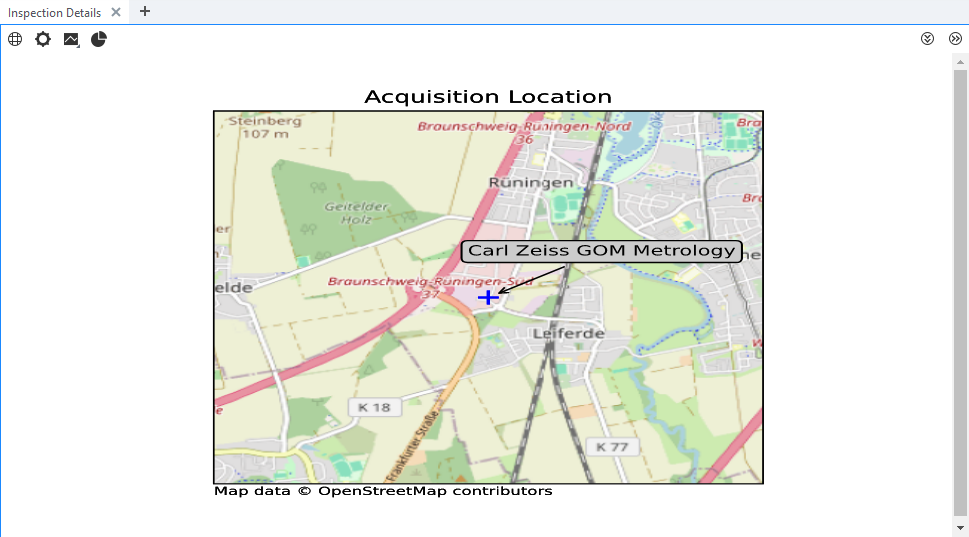 Inspection Details
Acquisition Location
Steinberg
107 m
Braunschweig-Rüningen-Nord
36
Rüningen
Geitelder
Holz
Carl Zeiss GOM Metrology
Braunschweig-Rüningen-Süd
37
elde
Leiferde
K 18
K 77
Frankfurter Straße
Map data © OpenStreetMap contributors